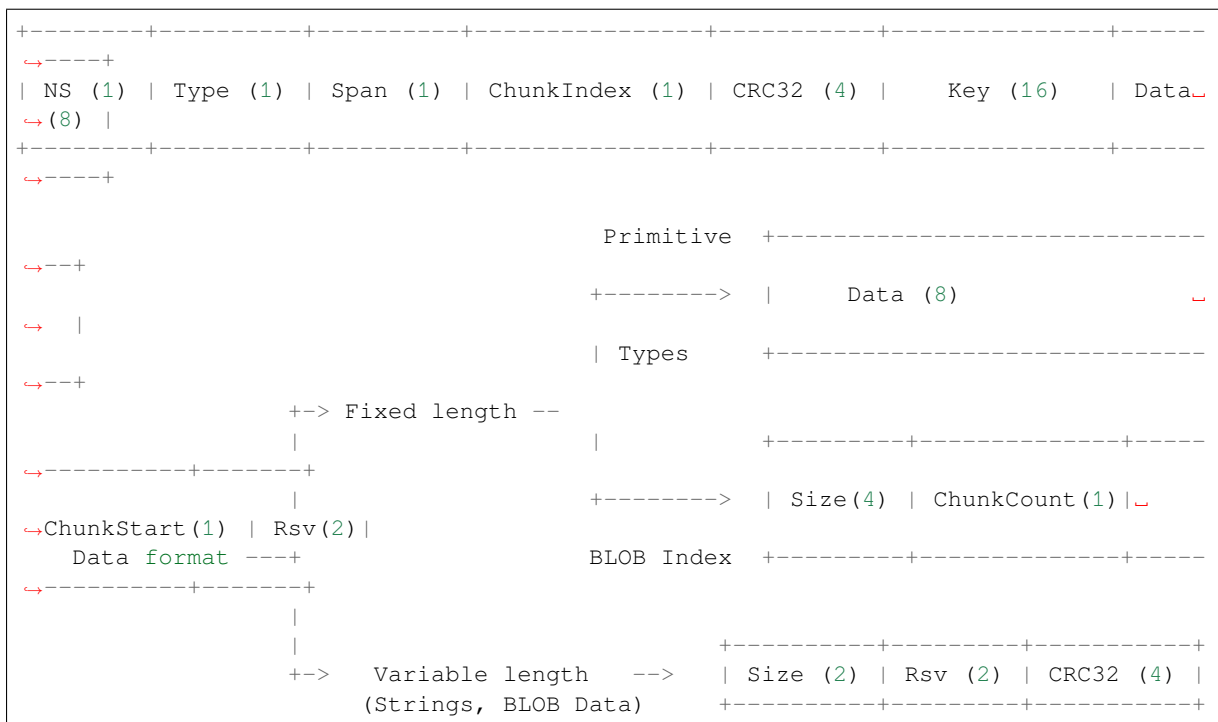 +--------+----------+----------+---------------+-----------+---------------+------
↪----+
| NS (1) | Type (1) | Span (1) | ChunkIndex (1) | CRC32 (4) |    Key (16)    | Data␣
↪(8) |
+--------+----------+----------+---------------+-----------+---------------+------
↪----+
Primitive  +------------------------------
↪--+
+-------->  |     Data (8)                ␣
↪  |
| Types     +------------------------------
↪--+
+-> Fixed length --
|                    |           +---------+--------------+-----
↪----------+-------+
|                    +-------->  | Size(4) | ChunkCount(1)|␣
↪ChunkStart(1) | Rsv(2)|
Data format ---+                    BLOB Index  +---------+--------------+-----
↪----------+-------+
|
|                             +----------+---------+-----------+
+->   Variable length   -->   | Size (2) | Rsv (2) | CRC32 (4) |
(Strings, BLOB Data)     +----------+---------+-----------+